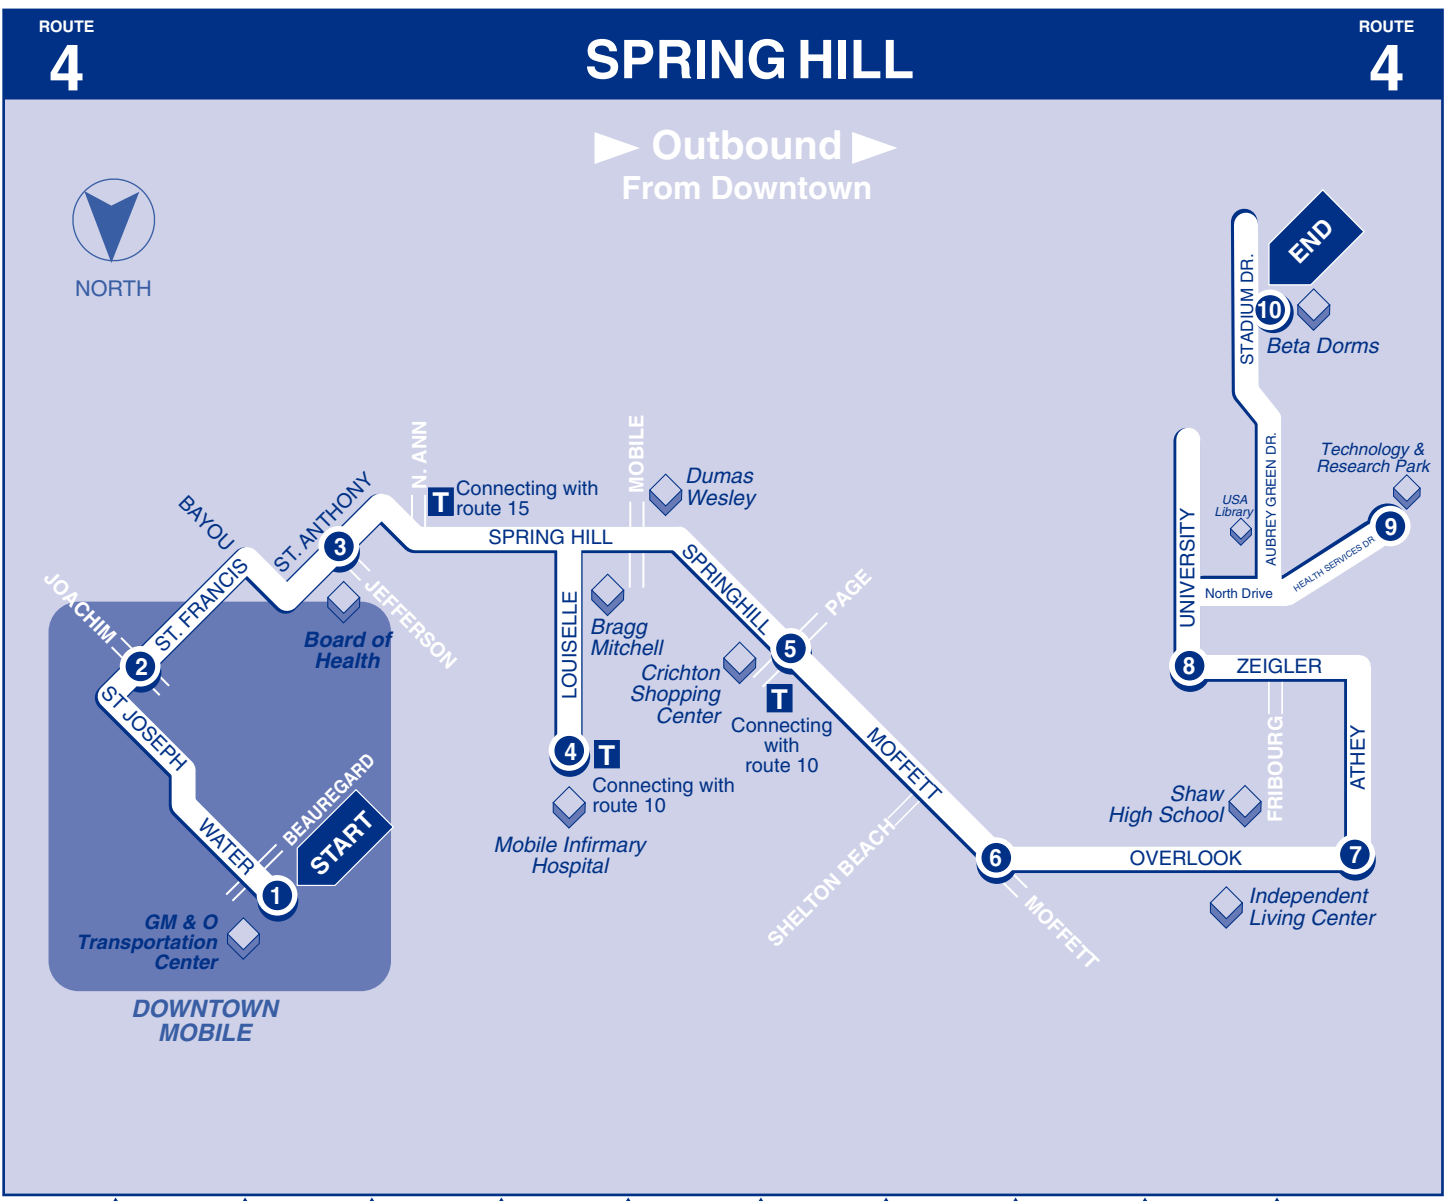 ROUTE
4
SPRING HILL
ROUTE
4
Outbound
From Downtown
NORTH
END
STADIUM DR.
10
Beta Dorms
N. ANN
MOBILE
Technology &
Research Park
T
Connecting with
route 15
Dumas
Wesley
USA
Library
AUBREY GREEN DR.
9
BAYOU
ST. ANTHONY
3
SPRING HILL
UNIVERSITY
HEALTH SERVICES DR
North Drive
JOACHIM
ST. FRANCIS
JEFFERSON
SPRINGHILL
PAGE
LOUISELLE
Bragg
Mitchell
Board of
Health
2
5
8
ZEIGLER
Crichton
Shopping
Center
T
Connecting
with
route 10
ST JOSEPH
4
T
Connecting with
route 10
MOFFETT
FRIBOURG
ATHEY
BEAUREGARD
START
WATER
Mobile Infirmary
Hospital
Shaw
High School
SHELTON BEACH
6
OVERLOOK
7
1
MOFFETT
Independent
Living Center
GM & O
Transportation
Center
DOWNTOWN
MOBILE